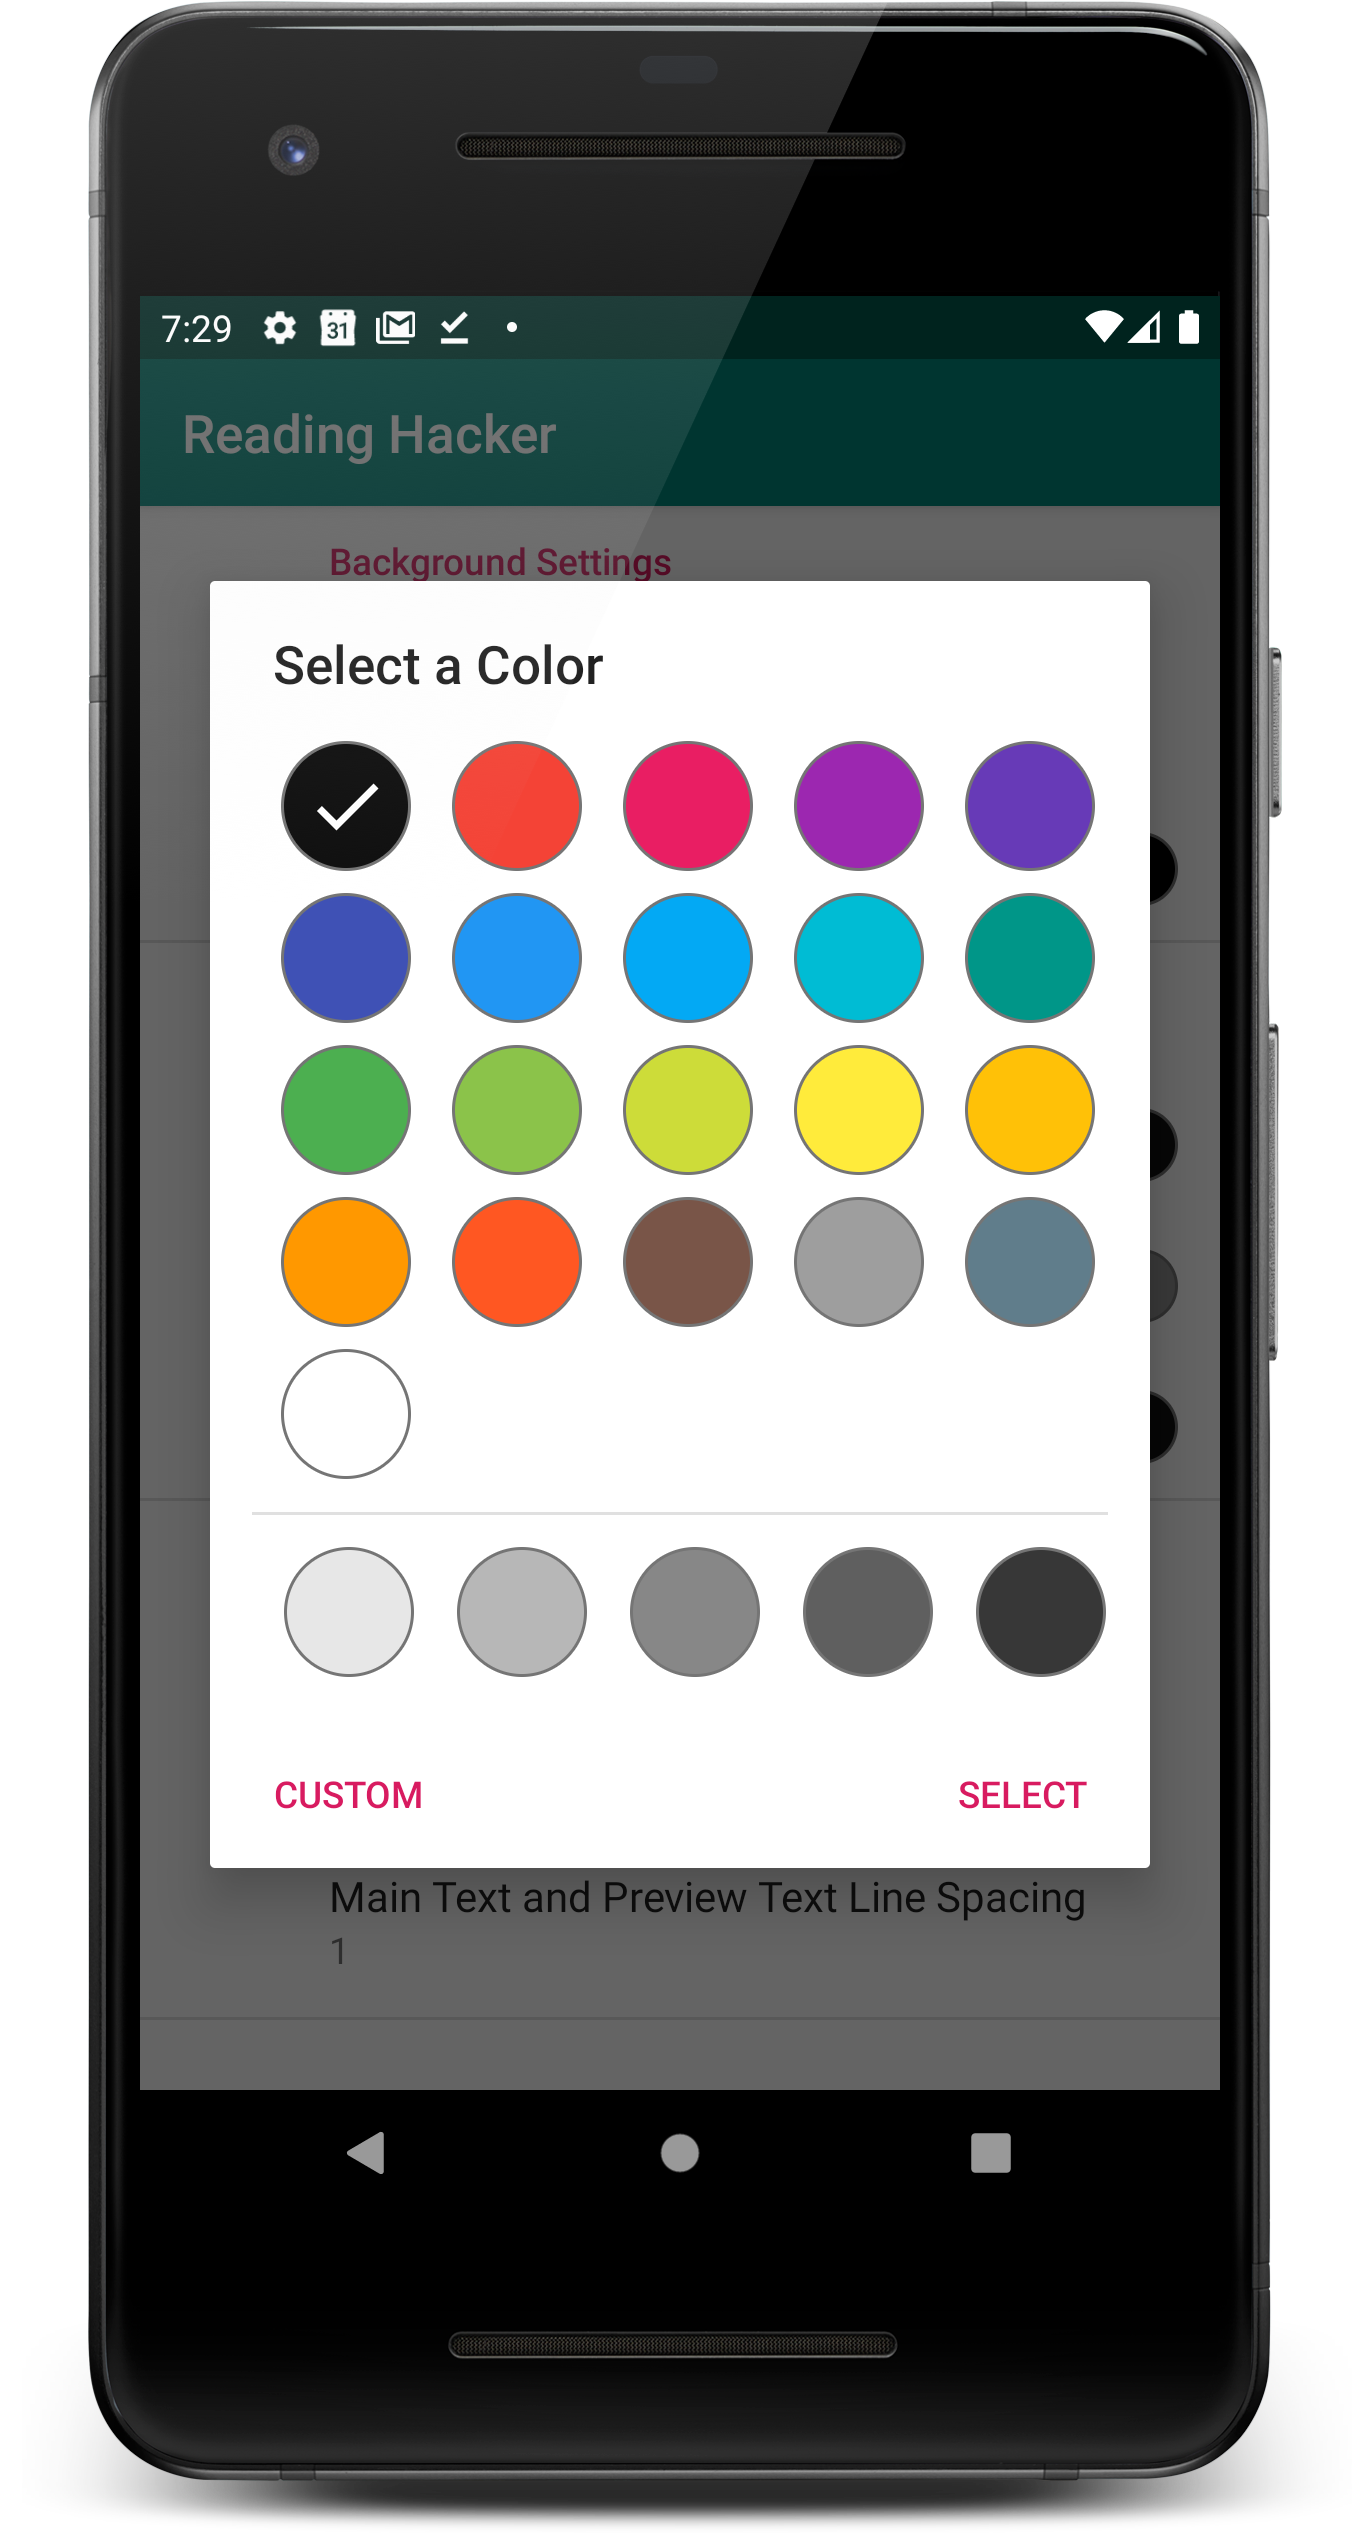 7:29
31
Reading Hacker
Background Settings
Select a Color
CUSTOM
SELECT
Main Text and Preview Text Line Spacing
1